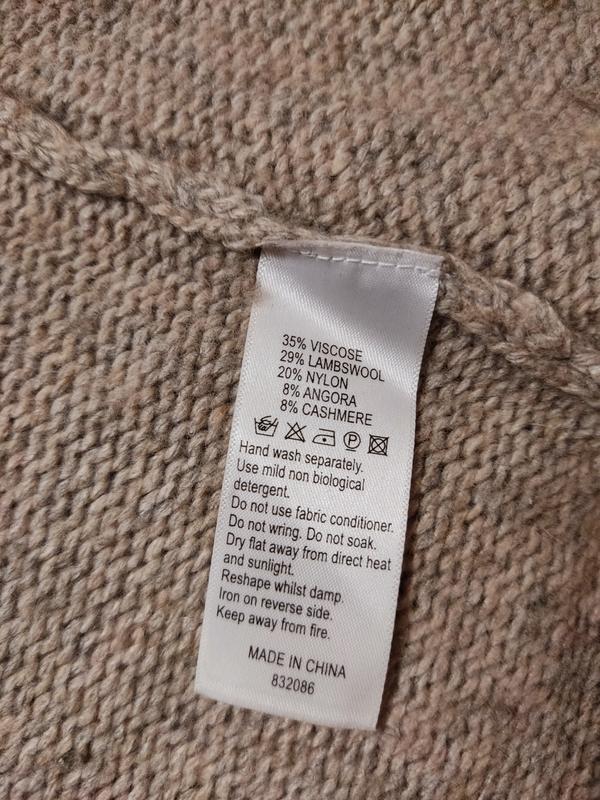 35% VISCOSE
29% LAMBSWOOL
20% NYLON
8% ANGORA
8% CASHMERE
P
Hand wash separately.
Use mild non biological
detergent.
Do not use fabric conditioner.
Do not wring. Do not soak.
Dry flat away from direct heat
and sunlight.
Reshape whilst damp.
Iron on reverse side.
Keep away from fire.
MADE IN CHINA
832086